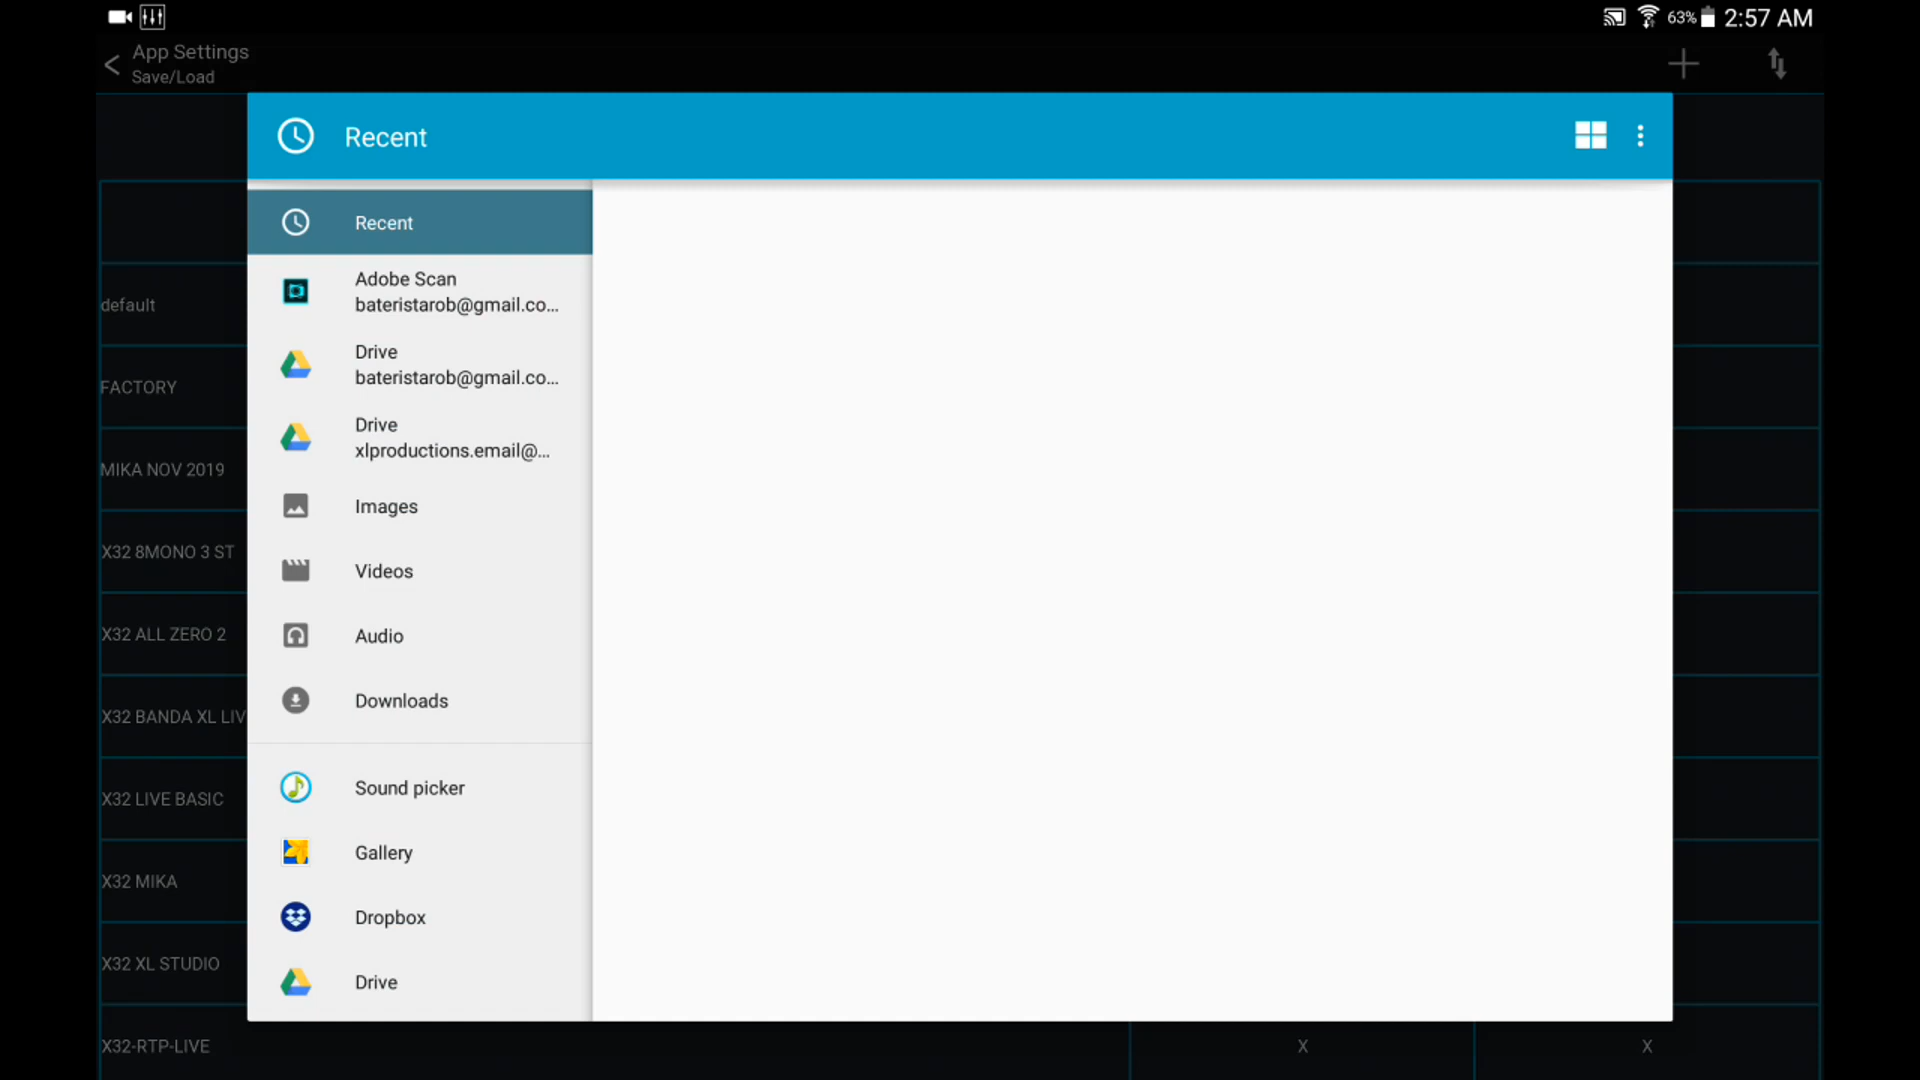 63% 2:57 AM
App Settings
Save/Load
Recent
Recent
Adobe Scan
bateristarob@gmail.co...
Drive
bateristarob@gmail.co...
Drive
xlproductions.email@...
Images
Videos
Audio
Downloads
Sound picker
Gallery
Dropbox
Drive
default
FACTORY
MIKA NOV 2019
X32 8MONO 3 ST
X32 ALL ZERO 2
X32 BANDA XL LIV
X32 LIVE BASIC
X32 MIKA
X32 XL STUDIO
X32-RTP-LIVE X X